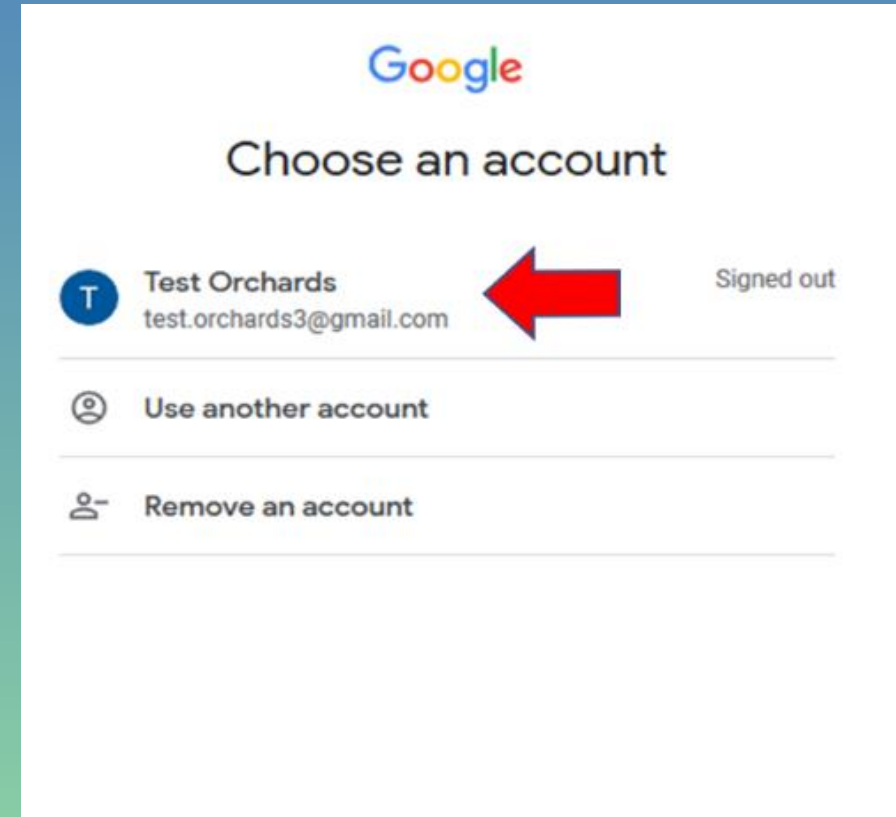 Google
Choose an account
T
Test Orchards
Signed out
test.orchards3@gmail.com
Use another account
Remove an account